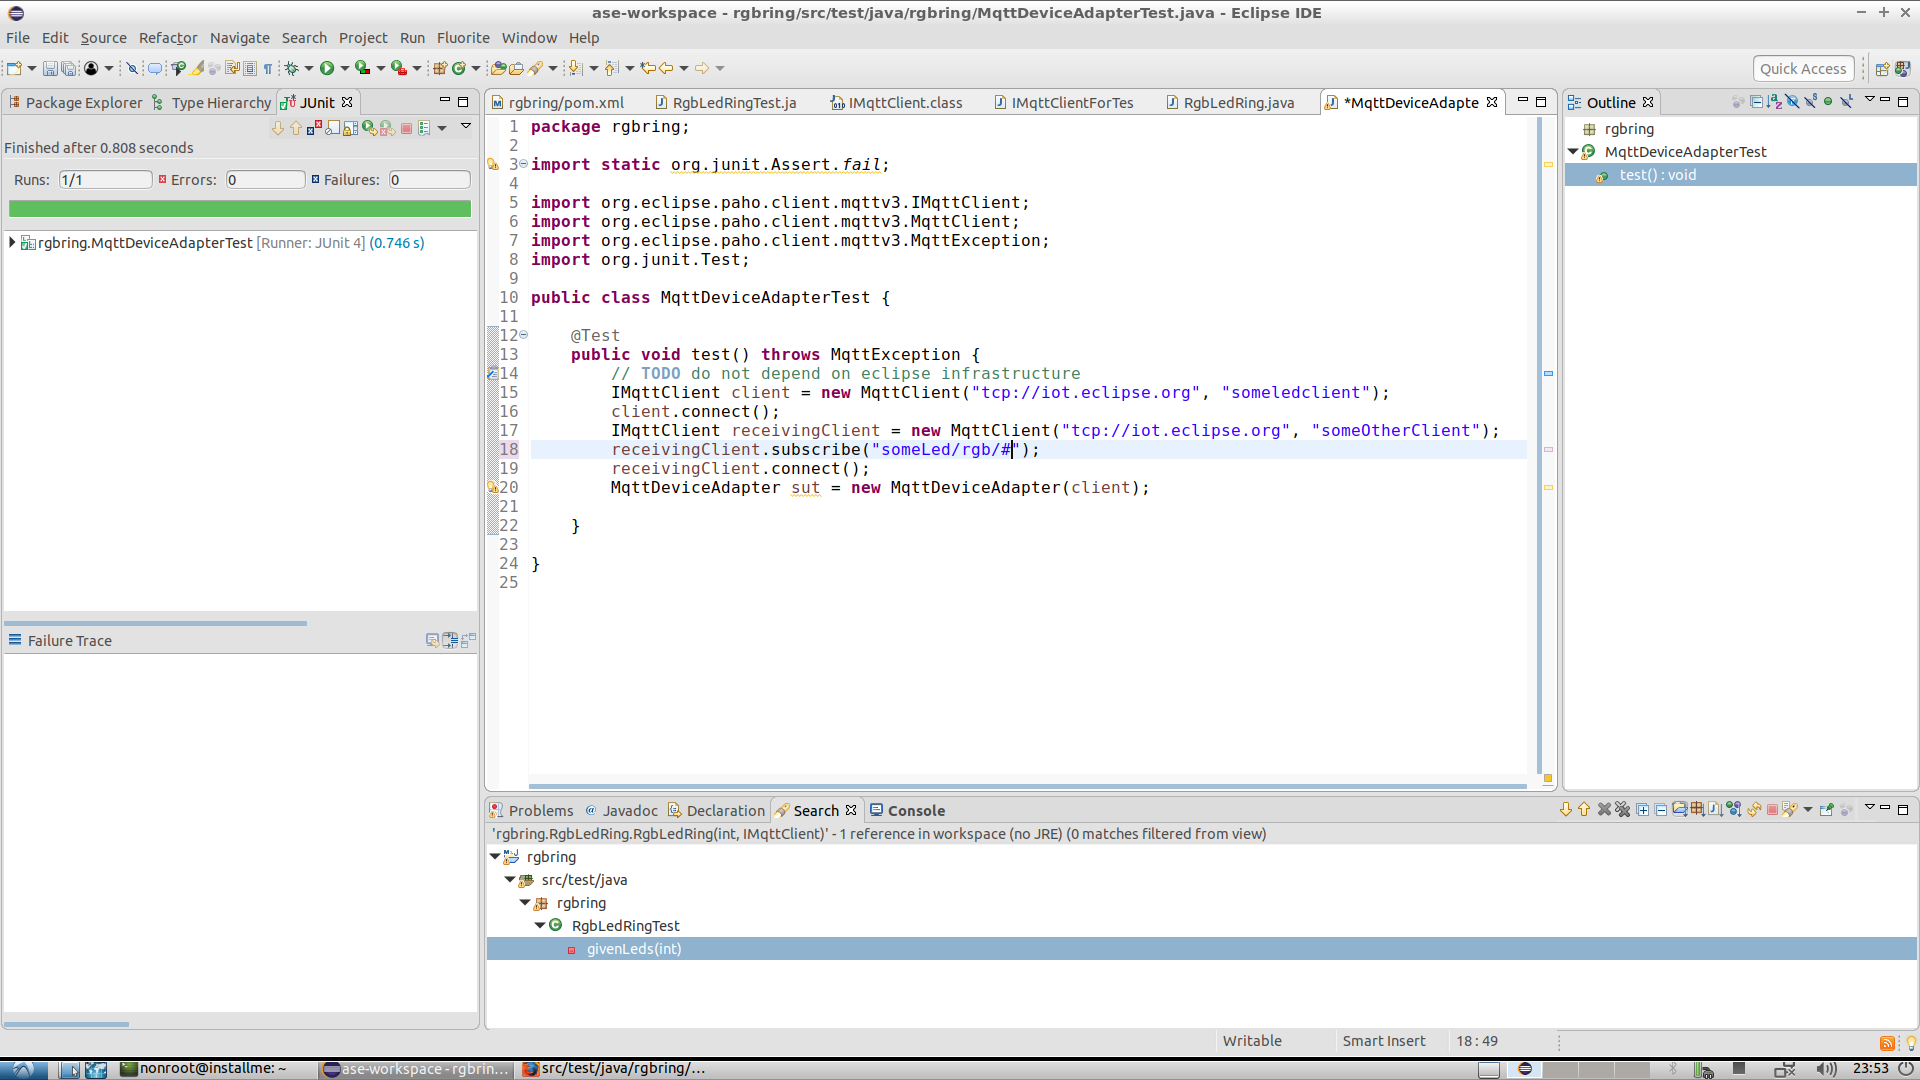 ase-workspace - rgbring/src/test/java/rgbring/MqttDeviceAdapterTest.java - Eclipse IDE
File Edit Source Refactor Navigate Search Project Run Fluorite Window Help
Quick Access
Package Explorer Type Hierarchy JUnit
Finished after 0.808 seconds
Runs: 1/1 Errors: 0 Failures: 0
rgbring.MqttDeviceAdapterTest [Runner: JUnit 4] (0.746 s)
Failure Trace
rgbring/pom.xml RgbLedRingTest.ja IMqttClient.class IMqttClientForTes RgbLedRing.java *MqttDeviceAdapte
1 package rgbring;
2
3 import static org.junit.Assert.fail;
4
5 import org.eclipse.paho.client.mqttv3.IMqttClient;
6 import org.eclipse.paho.client.mqttv3.MqttClient;
7 import org.eclipse.paho.client.mqttv3.MqttException;
8 import org.junit.Test;
9
10 public class MqttDeviceAdapterTest {
11
12 @Test
13 public void test() throws MqttException {
14 // TODO do not depend on eclipse infrastructure
15 IMqttClient client = new MqttClient("tcp://iot.eclipse.org", "someledclient");
16 client.connect();
17 IMqttClient receivingClient = new MqttClient("tcp://iot.eclipse.org", "someOtherClient");
18 receivingClient.subscribe("someLed/rgb/#");
19 receivingClient.connect();
20 MqttDeviceAdapter sut = new MqttDeviceAdapter(client);
21
22 }
23
24 }
25
Outline
rgbring
MqttDeviceAdapterTest
test() : void
Problems Javadoc Declaration Search Console
'rgbring.RgbLedRing.RgbLedRing(int, IMqttClient)' - 1 reference in workspace (no JRE) (0 matches filtered from view)
rgbring
src/test/java
rgbring
RgbLedRingTest
givenLeds(int)
Writable Smart Insert 18 : 49
nonroot@installme: ~ ase-workspace - rgbrin... src/test/java/rgbring/... 23:53